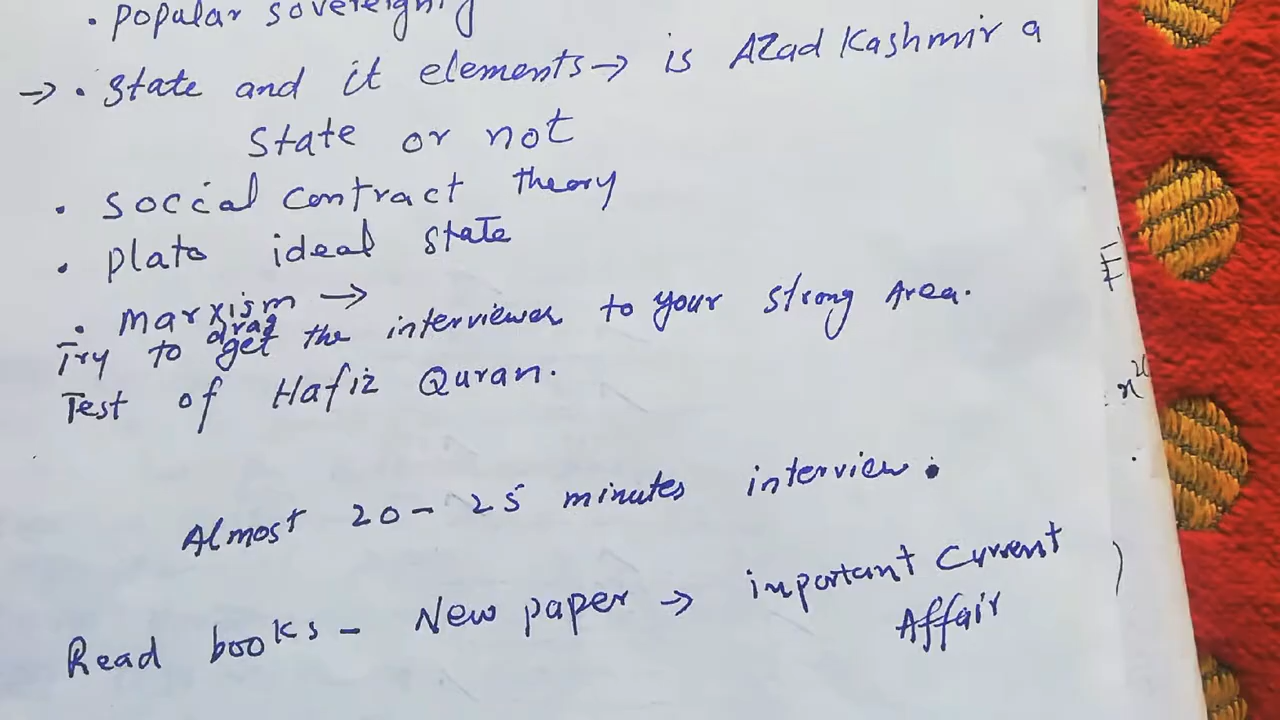 . popular sovereignty
→ . state and it elements → is AZad Kashmir a
state or not
. social contract theory
. plato ideal state
. Marxism →
drag
Try to get the interviewer to your strong Area.
Test of Hafiz Quran.
Almost 20 - 25 minutes interview .
Read books - New paper → important Current
Affair